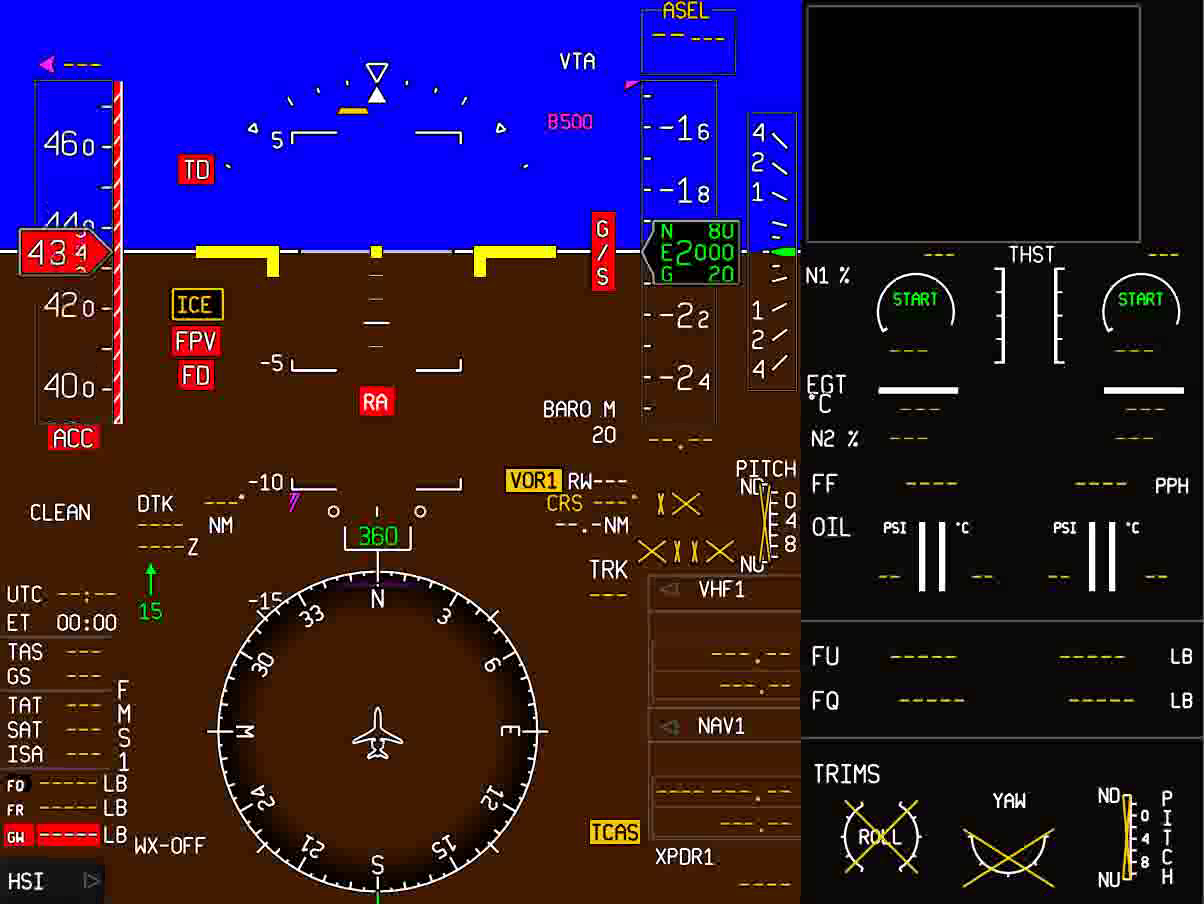 ASEL
-- ---
---
VTA
B500
5
TD
460
440
434
420
400
ACC
16
18
N 80
E2000
G 20
22
24
4
2
1
1
2
4
G/S
ICE
FPV
FD
-5
RA
BARO M
20
--.--
-10
VOR1 RW---
CRS ---°
--.-NM
PITCH
ND
0
4
8
NU
CLEAN
DTK ---°
---- NM
----Z
360
TRK
---
15
-15
N
3
6
E
12
15
S
21
24
W
30
33
UTC --:--
ET 00:00
TAS ---
GS ---
TAT ---
SAT ---
ISA ---
FMS1
FO -----LB
FR -----LB
GW -----LB
WX-OFF
HSI
VHF1
---.--
---.--
NAV1
------.--
---.--
TCAS
XPDR1
----
THST
--- ---
N1 %
START START
--- ---
EGT
°C
--- ---
N2 % --- ---
FF ---- ---- PPH
OIL PSI °C PSI °C
-- -- -- --
FU ----- ----- LB
FQ ----- ----- LB
TRIMS
ROLL
YAW
PITCH
ND
0
4
8
NU